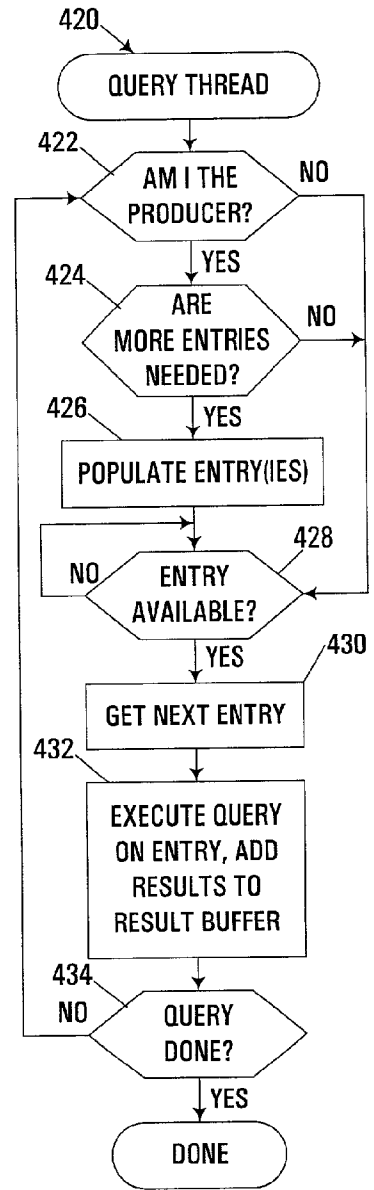 420
QUERY THREAD
422
AM I THE
PRODUCER?
NO
YES
424
ARE
MORE ENTRIES
NEEDED?
NO
YES
426
POPULATE ENTRY(IES)
428
NO
ENTRY
AVAILABLE?
YES
430
GET NEXT ENTRY
432
EXECUTE QUERY
ON ENTRY, ADD
RESULTS TO
RESULT BUFFER
434
NO
QUERY
DONE?
YES
DONE